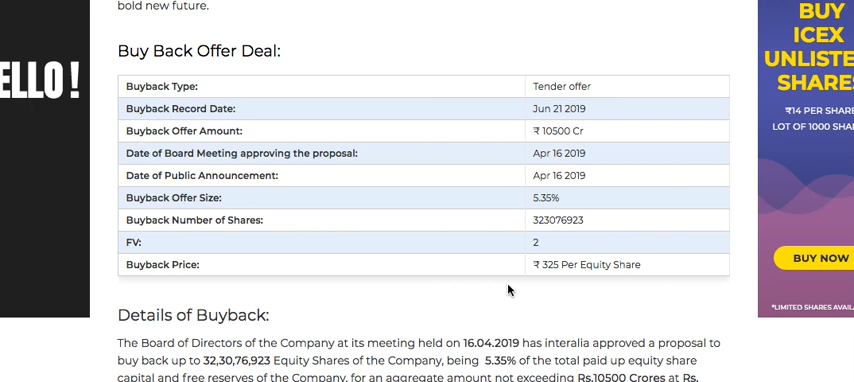 bold new future.
Buy Back Offer Deal:
Buyback Type: Tender offer
Buyback Record Date: Jun 21 2019
Buyback Offer Amount: ₹ 10500 Cr
Date of Board Meeting approving the proposal: Apr 16 2019
Date of Public Announcement: Apr 16 2019
Buyback Offer Size: 5.35%
Buyback Number of Shares: 323076923
FV: 2
Buyback Price: ₹ 325 Per Equity Share
Details of Buyback:
The Board of Directors of the Company at its meeting held on 16.04.2019 has interalia approved a proposal to
buy back up to 32,30,76,923 Equity Shares of the Company, being 5.35% of the total paid up equity share
capital and free reserves of the Company, for an aggregate amount not exceeding Rs.10500 Crores at Rs.
ELLO!
BUY
ICEX
UNLISTE
SHARES
₹14 PER SHARE
LOT OF 1000 SHA
BUY NOW
*LIMITED SHARES AVAIL